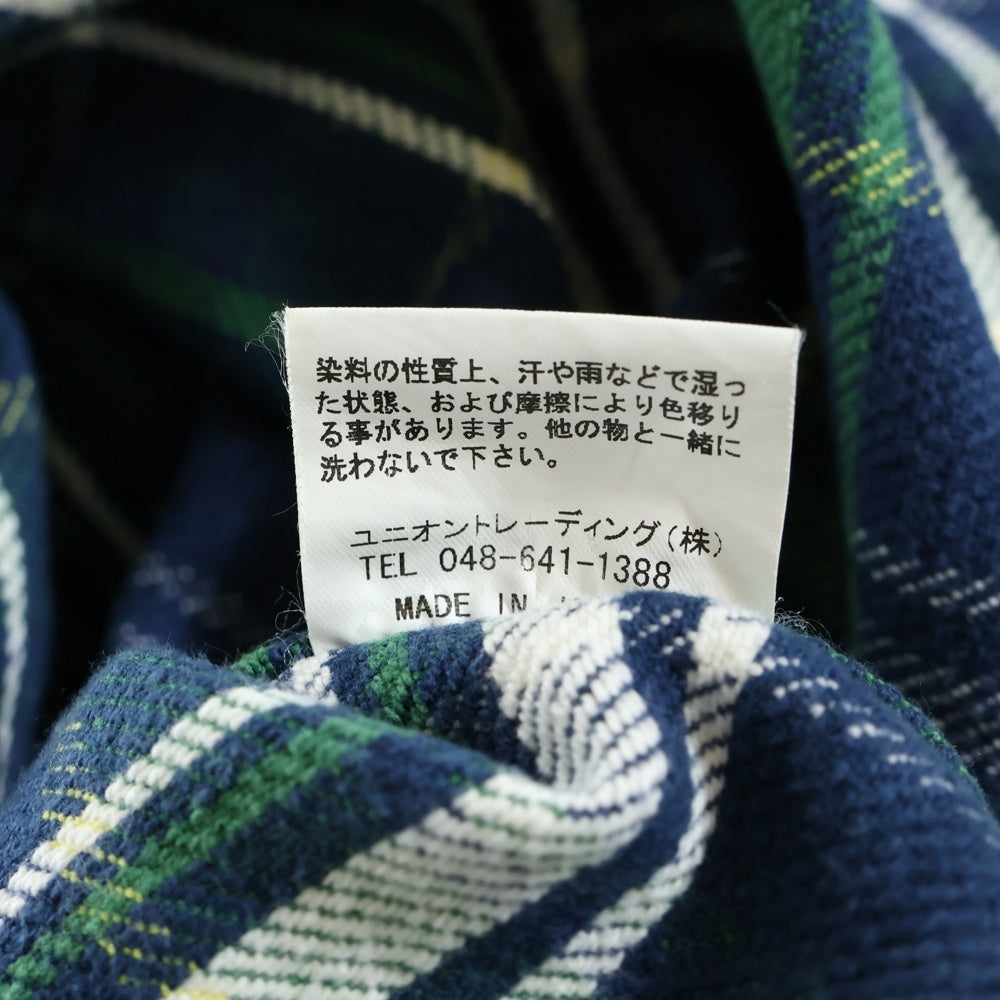 染料の性質上、汗や雨などで湿っ
た状態、および摩擦により色移り
る事があります。他の物と一緒に
洗わないで下さい。
ユニオントレーディング(株)
TEL 048-641-1388
MADE IN